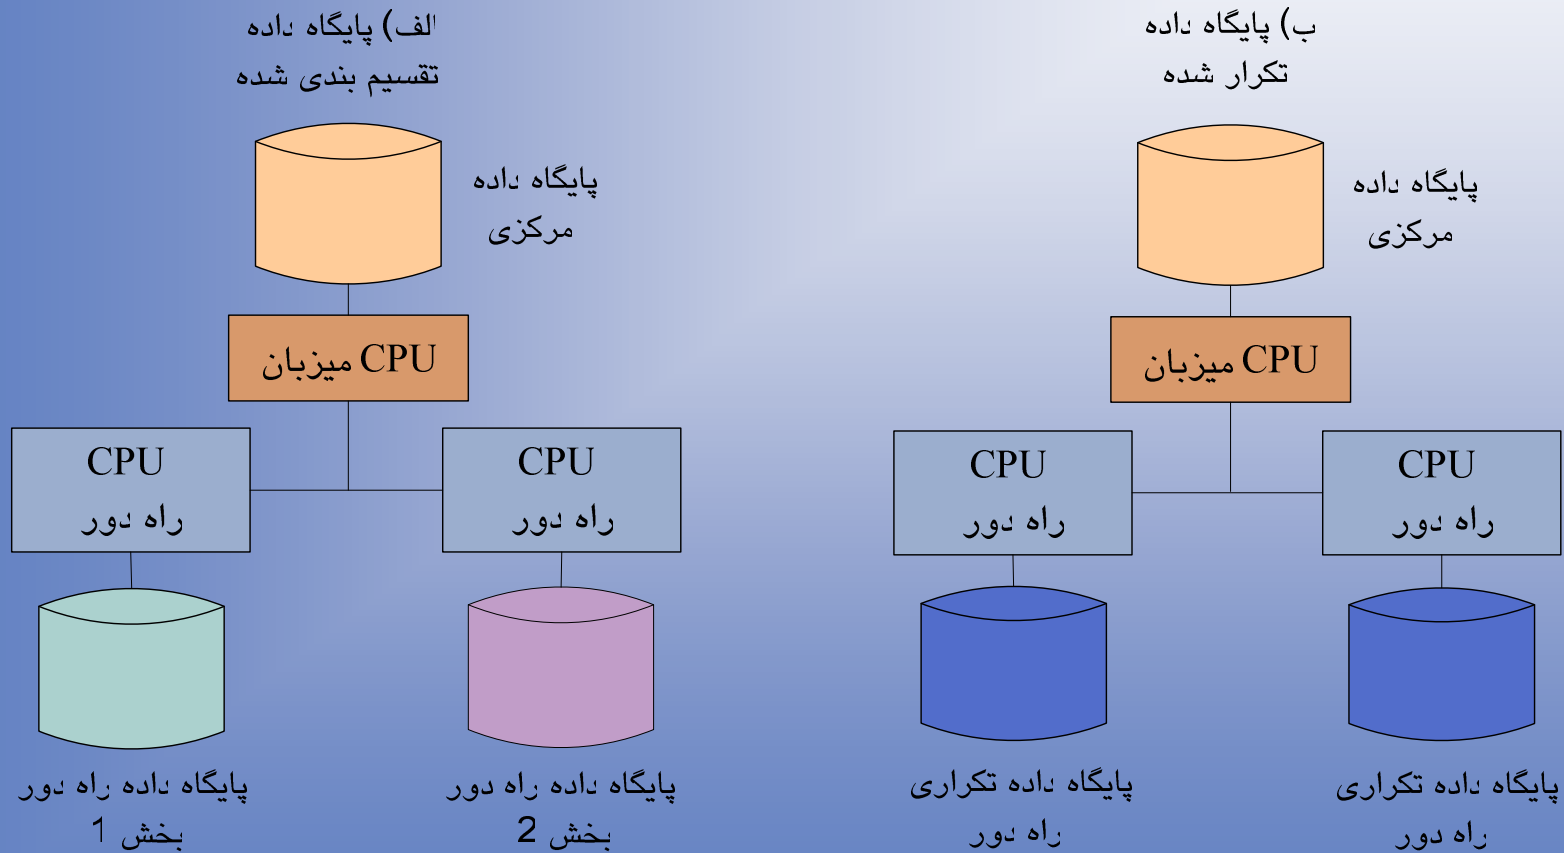 الف) پایگاه داده
تقسیم بندی شده
پایگاه داده
مرکزی
CPU میزبان
CPU
راه دور
CPU
راه دور
پایگاه داده راه دور
بخش 1
پایگاه داده راه دور
بخش 2
ب) پایگاه داده
تکرار شده
پایگاه داده
مرکزی
CPU میزبان
CPU
راه دور
CPU
راه دور
پایگاه داده تکراری
راه دور
پایگاه داده تکراری
راه دور